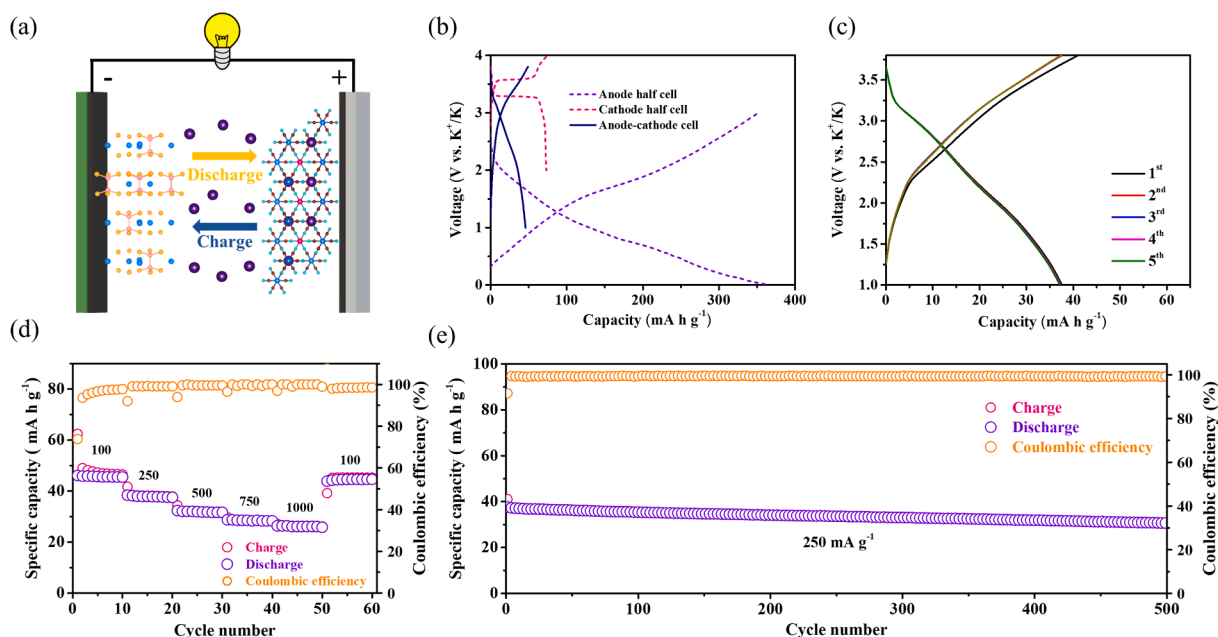 (a)
-
+
Discharge
Charge
(b)
Voltage (V vs. K⁺/K)
4
3
2
1
0
Anode half cell
Cathode half cell
Anode-cathode cell
0 100 200 300 400
Capacity (mA h g⁻¹)
(c)
Voltage (V vs. K⁺/K)
3.5
3.0
2.5
2.0
1.5
1.0
1ˢᵗ
2ⁿᵈ
3ʳᵈ
4ᵗʰ
5ᵗʰ
0 10 20 30 40 50 60
Capacity (mA h g⁻¹)
(d)
Specific capacity ( mA h g⁻¹)
80
60
40
20
0
100
250
500
750
1000
100
Charge
Discharge
Coulombic efficiency
100
80
60
40
20
0
Coulombic efficiency (%)
0 10 20 30 40 50 60
Cycle number
(e)
Specific capacity (mA h g⁻¹)
100
80
60
40
20
0
Charge
Discharge
Coulombic efficiency
250 mA g⁻¹
100
80
60
40
20
0
Coulombic efficiency (%)
0 100 200 300 400 500
Cycle number